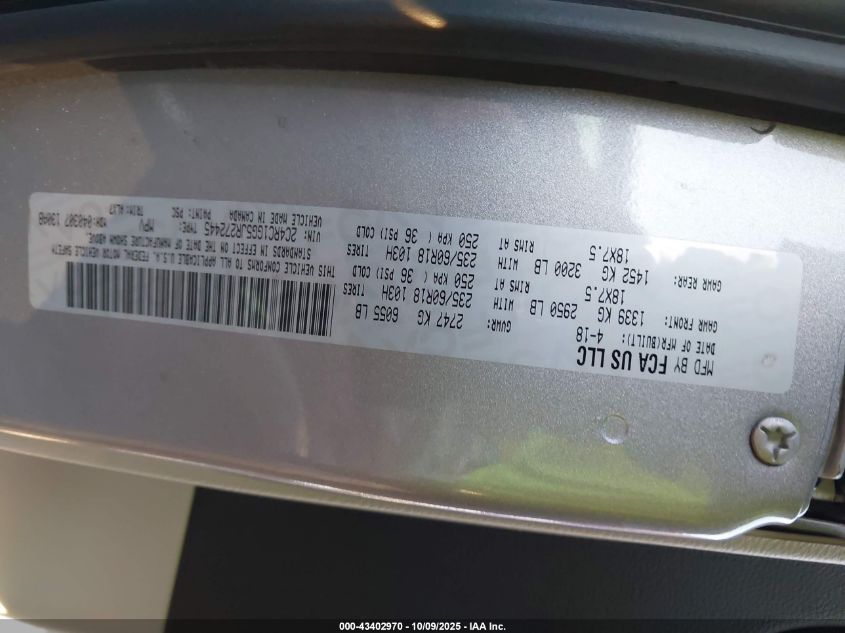 MFD BY FCA US LLC
DATE OF MFR(BUILT): 4-18 GVWR: 2747 KG 6055 LB
GAWR FRONT: 1339 KG 2950 LB WITH 235/60R18 103H TIRES
18X7.5 RIMS AT 250 KPA ( 36 PSI) COLD
GAWR REAR: 1452 KG 3200 LB WITH 235/60R18 103H TIRES
18X7.5 RIMS AT 250 KPA ( 36 PSI) COLD
THIS VEHICLE CONFORMS TO ALL APPLICABLE U.S.A. FEDERAL MOTOR VEHICLE SAFETY
STANDARDS IN EFFECT ON THE DATE OF MANUFACTURE SHOWN ABOVE.
VIN: 2C4RC1GG5JR272445 TYPE: MPV MDH:040307 130AB
VEHICLE MADE IN CANADA PAINT: PSC TRIM:ALX7
000-43402970 - 10/09/2025 - IAA Inc.